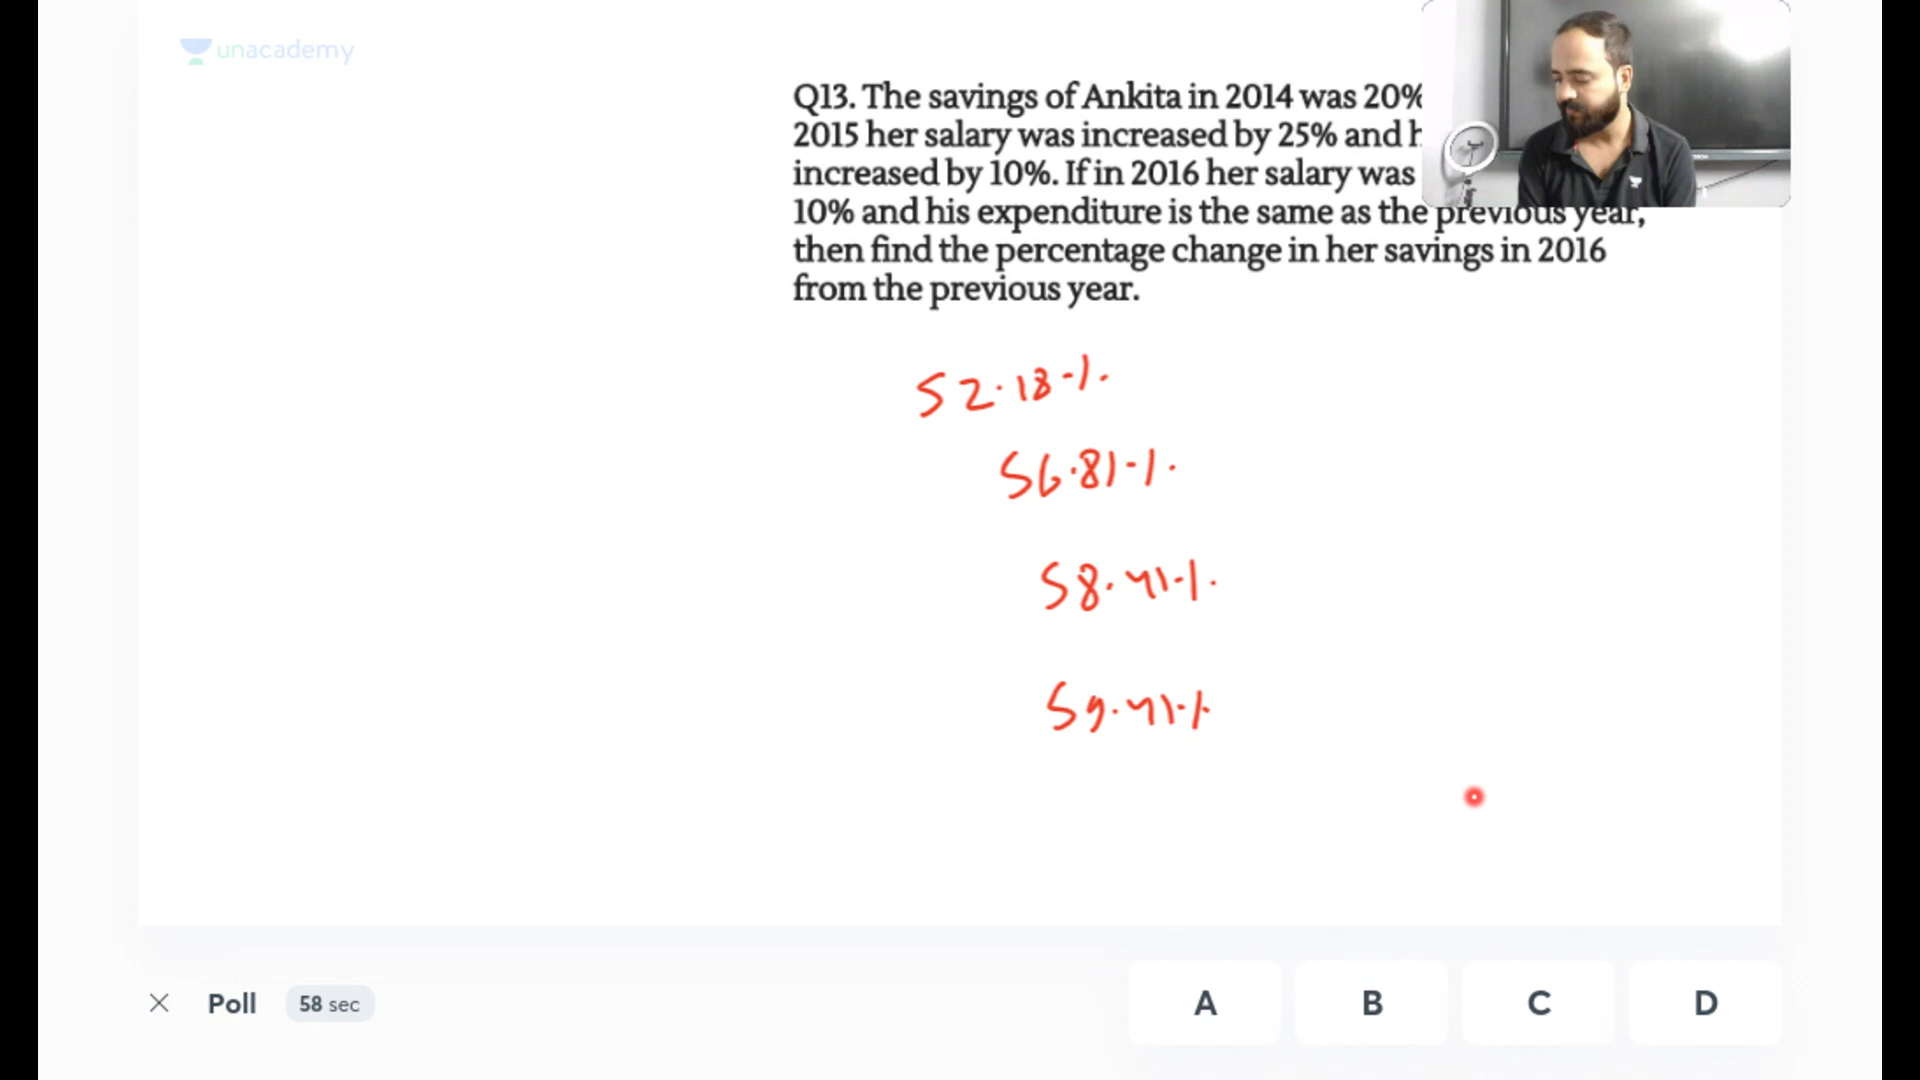 unacademy
Q13. The savings of Ankita in 2014 was 20%
2015 her salary was increased by 25% and h
increased by 10%. If in 2016 her salary was
10% and his expenditure is the same as the previous year,
then find the percentage change in her savings in 2016
from the previous year.
52.18%.
56.81%.
58.41%.
59.41%
Poll 58 sec A B C D